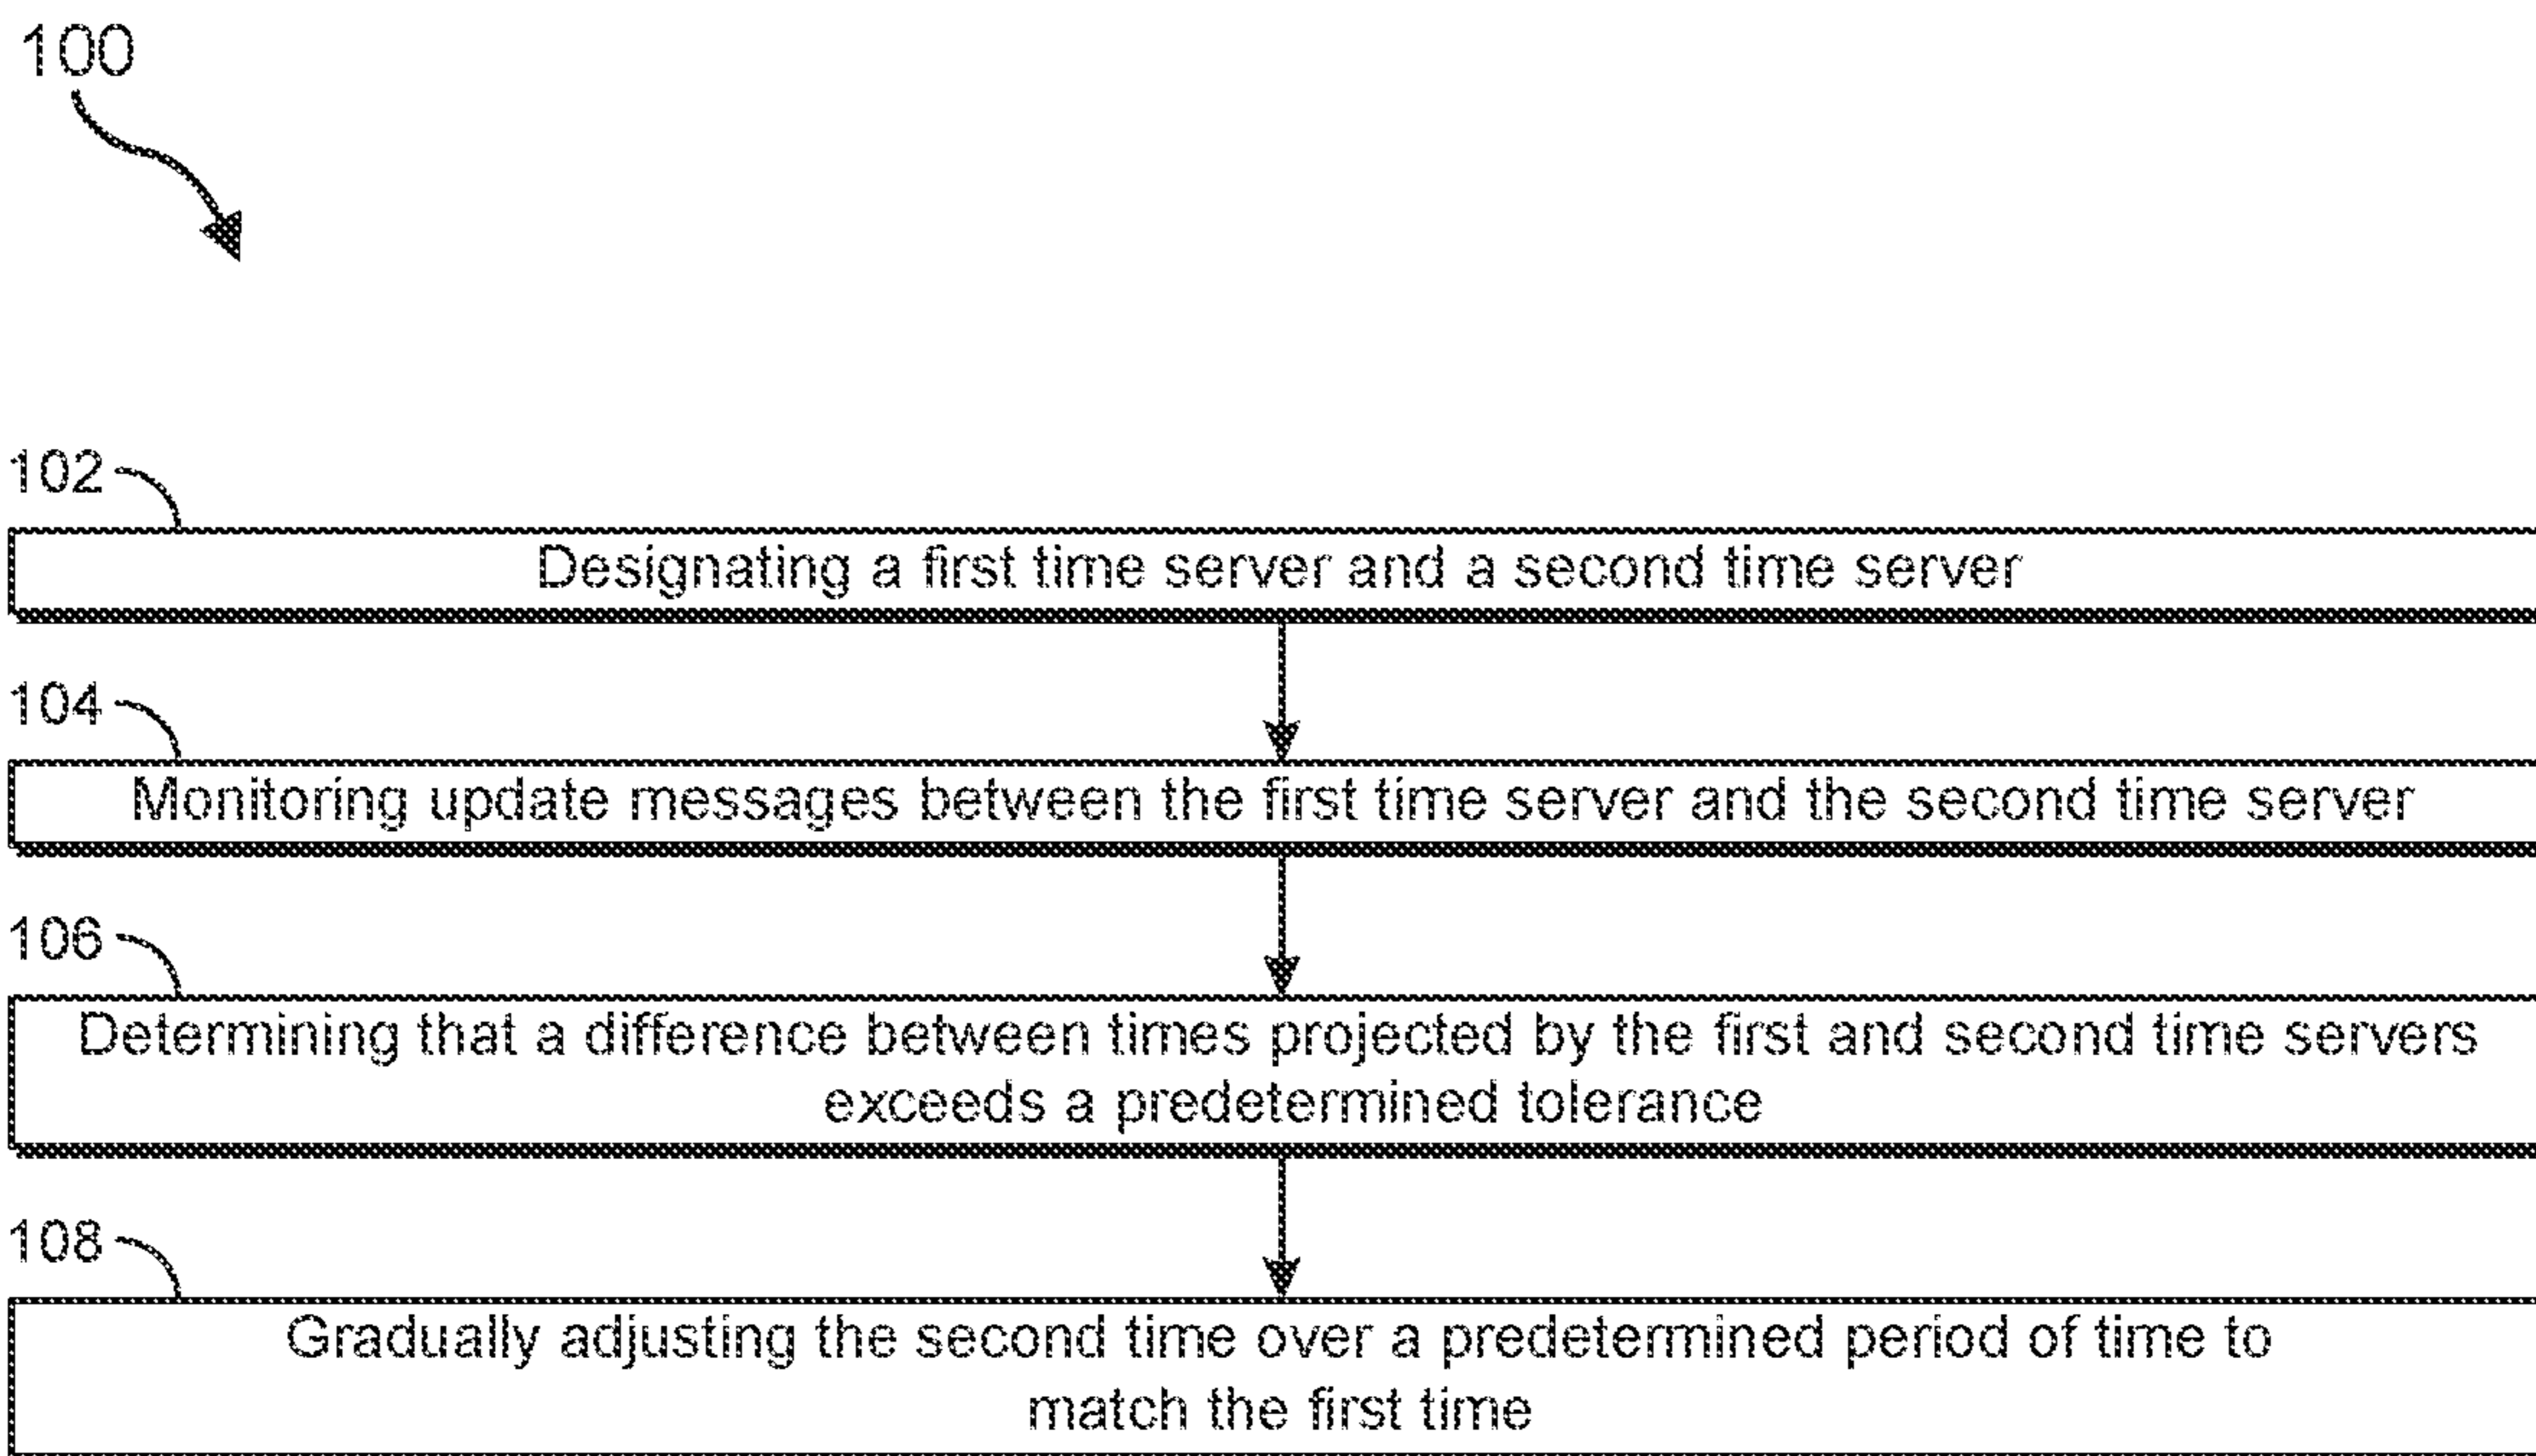 100
102
Designating a first time server and a second time server
104
Monitoring update messages between the first time server and the second time server
106
Determining that a difference between times projected by the first and second time servers
exceeds a predetermined tolerance
108
Gradually adjusting the second time over a predetermined period of time to
match the first time